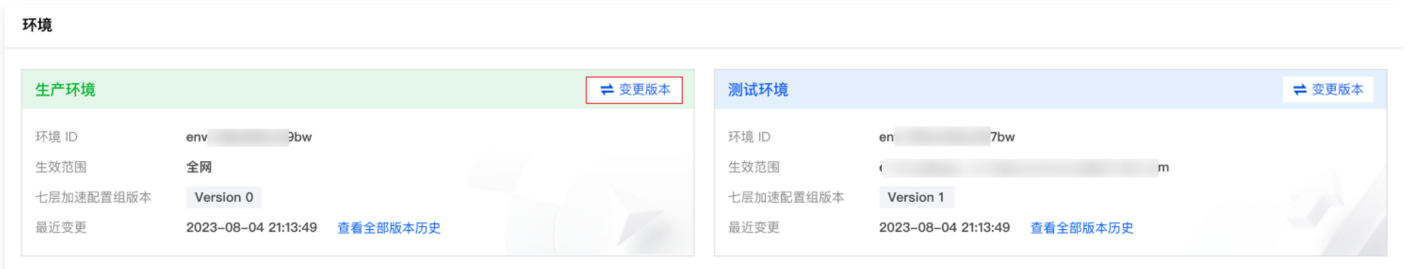 环境
生产环境
变更版本
环境 ID env 9bw
生效范围 全网
七层加速配置组版本 Version 0
最近变更 2023-08-04 21:13:49 查看全部版本历史
测试环境
变更版本
环境 ID en 7bw
生效范围 m
七层加速配置组版本 Version 1
最近变更 2023-08-04 21:13:49 查看全部版本历史